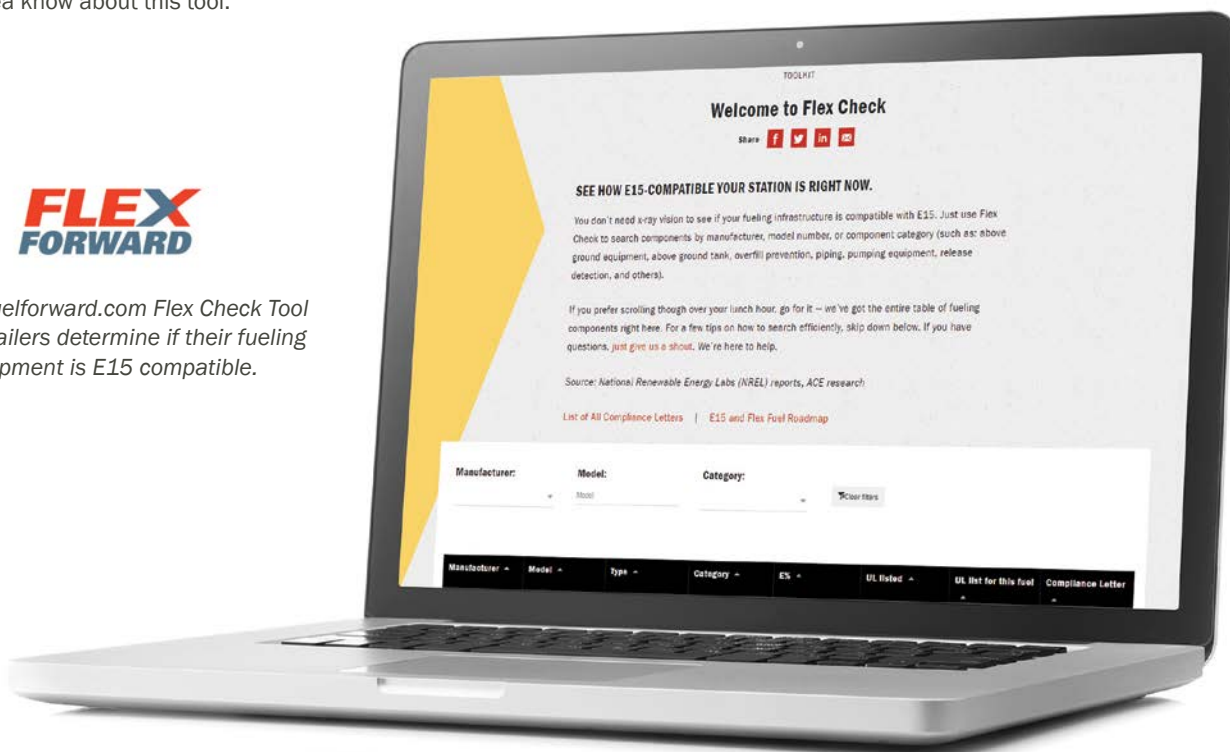 ea know about this tool.
FLEX
FORWARD
uelforward.com Flex Check Tool
ailers determine if their fueling
pment is E15 compatible.
TOOLKIT
Welcome to Flex Check
Share
SEE HOW E15-COMPATIBLE YOUR STATION IS RIGHT NOW.
You don't need x-ray vision to see if your fueling infrastructure is compatible with E15. Just use Flex
Check to search components by manufacturer, model number, or component category (such as: above
ground equipment, above ground tank, overfill prevention, piping, pumping equipment, release
detection, and others).
If you prefer scrolling though over your lunch hour, go for it — we've got the entire table of fueling
components right here. For a few tips on how to search efficiently, skip down below. If you have
questions, just give us a shout. We're here to help.
Source: National Renewable Energy Labs (NREL) reports, ACE research
List of All Compliance Letters | E15 and Flex Fuel Roadmap
Manufacturer: Model: Category:
Model Clear filters
Manufacturer Model Type Category E% UL listed UL list for this fuel Compliance Letter